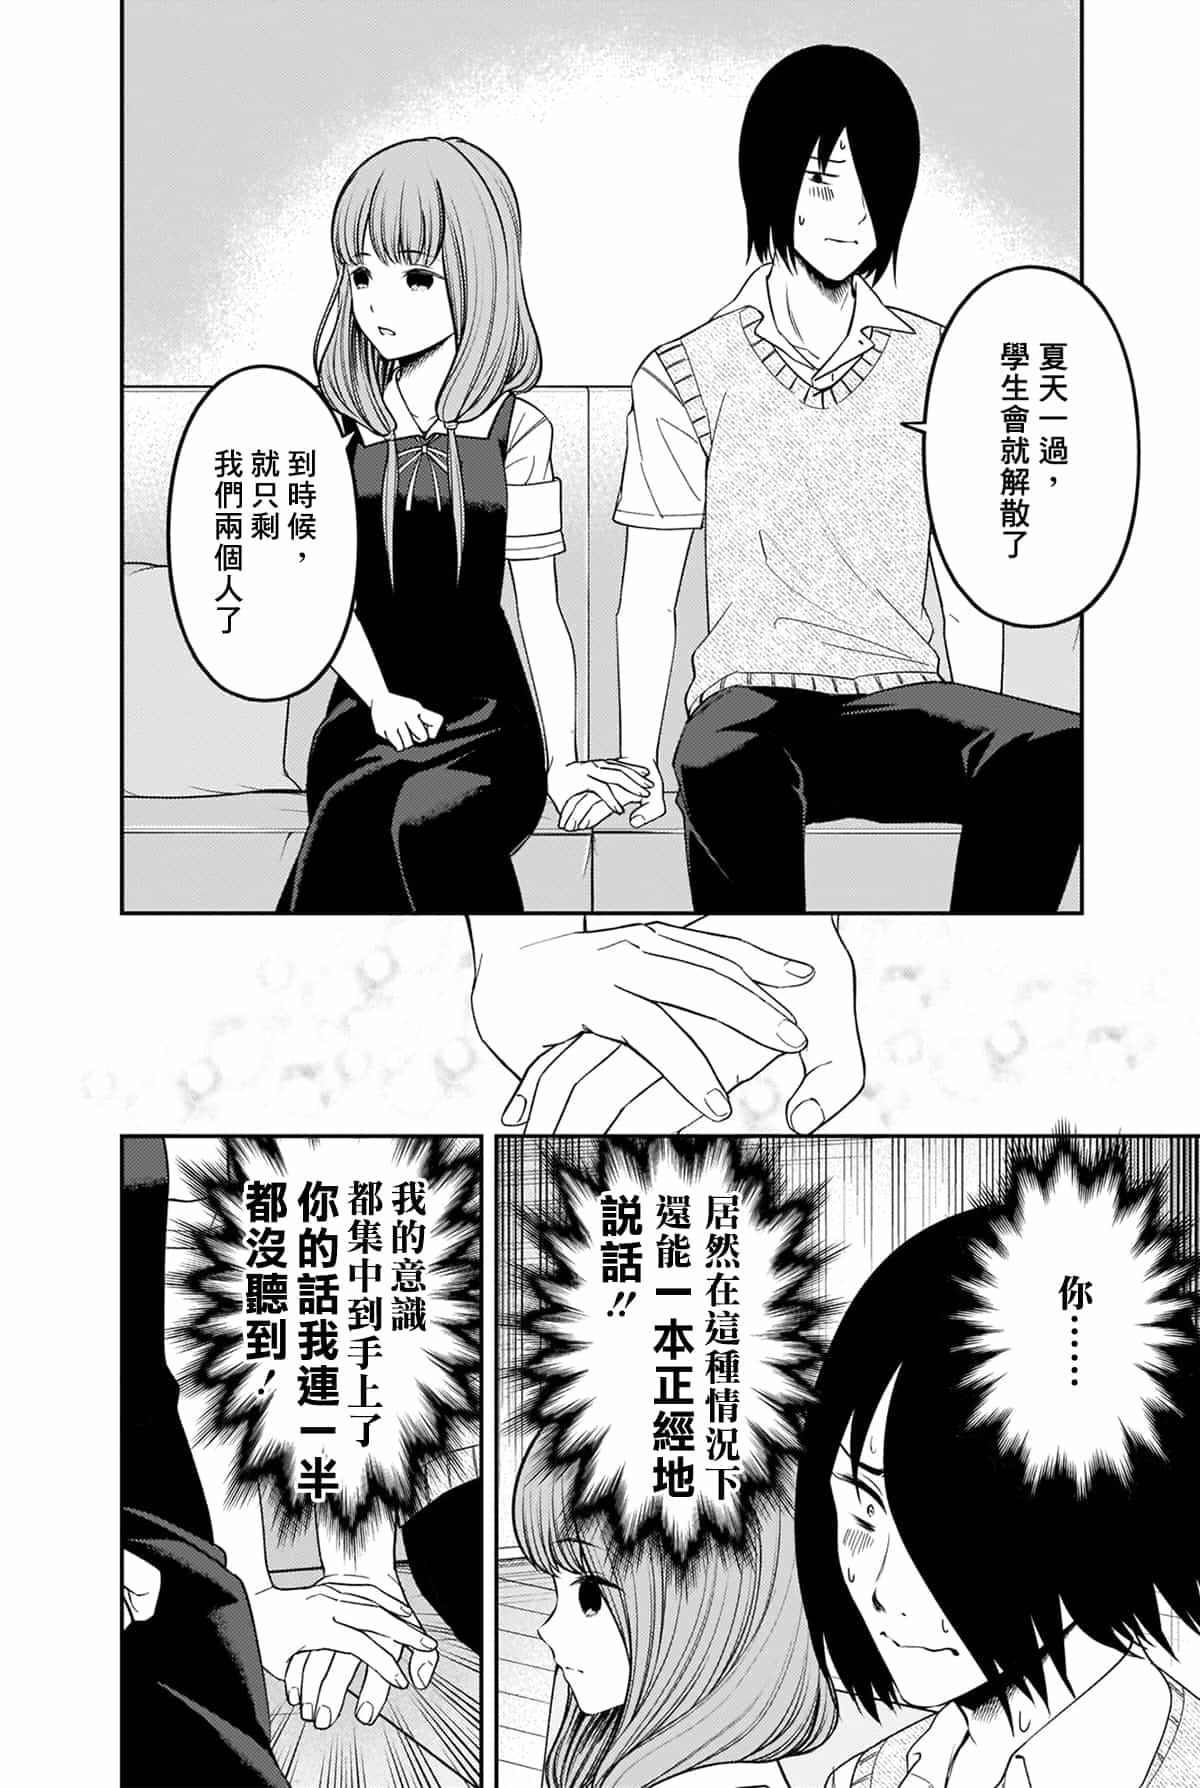 夏天一過，
學生會就解散了
到時候，
就只剩
我們兩個人了
你……
居然在這種情況下
還能一本正經地
説話!!
我的意識
都集中到手上了
你的話我連一半
都沒聽到!